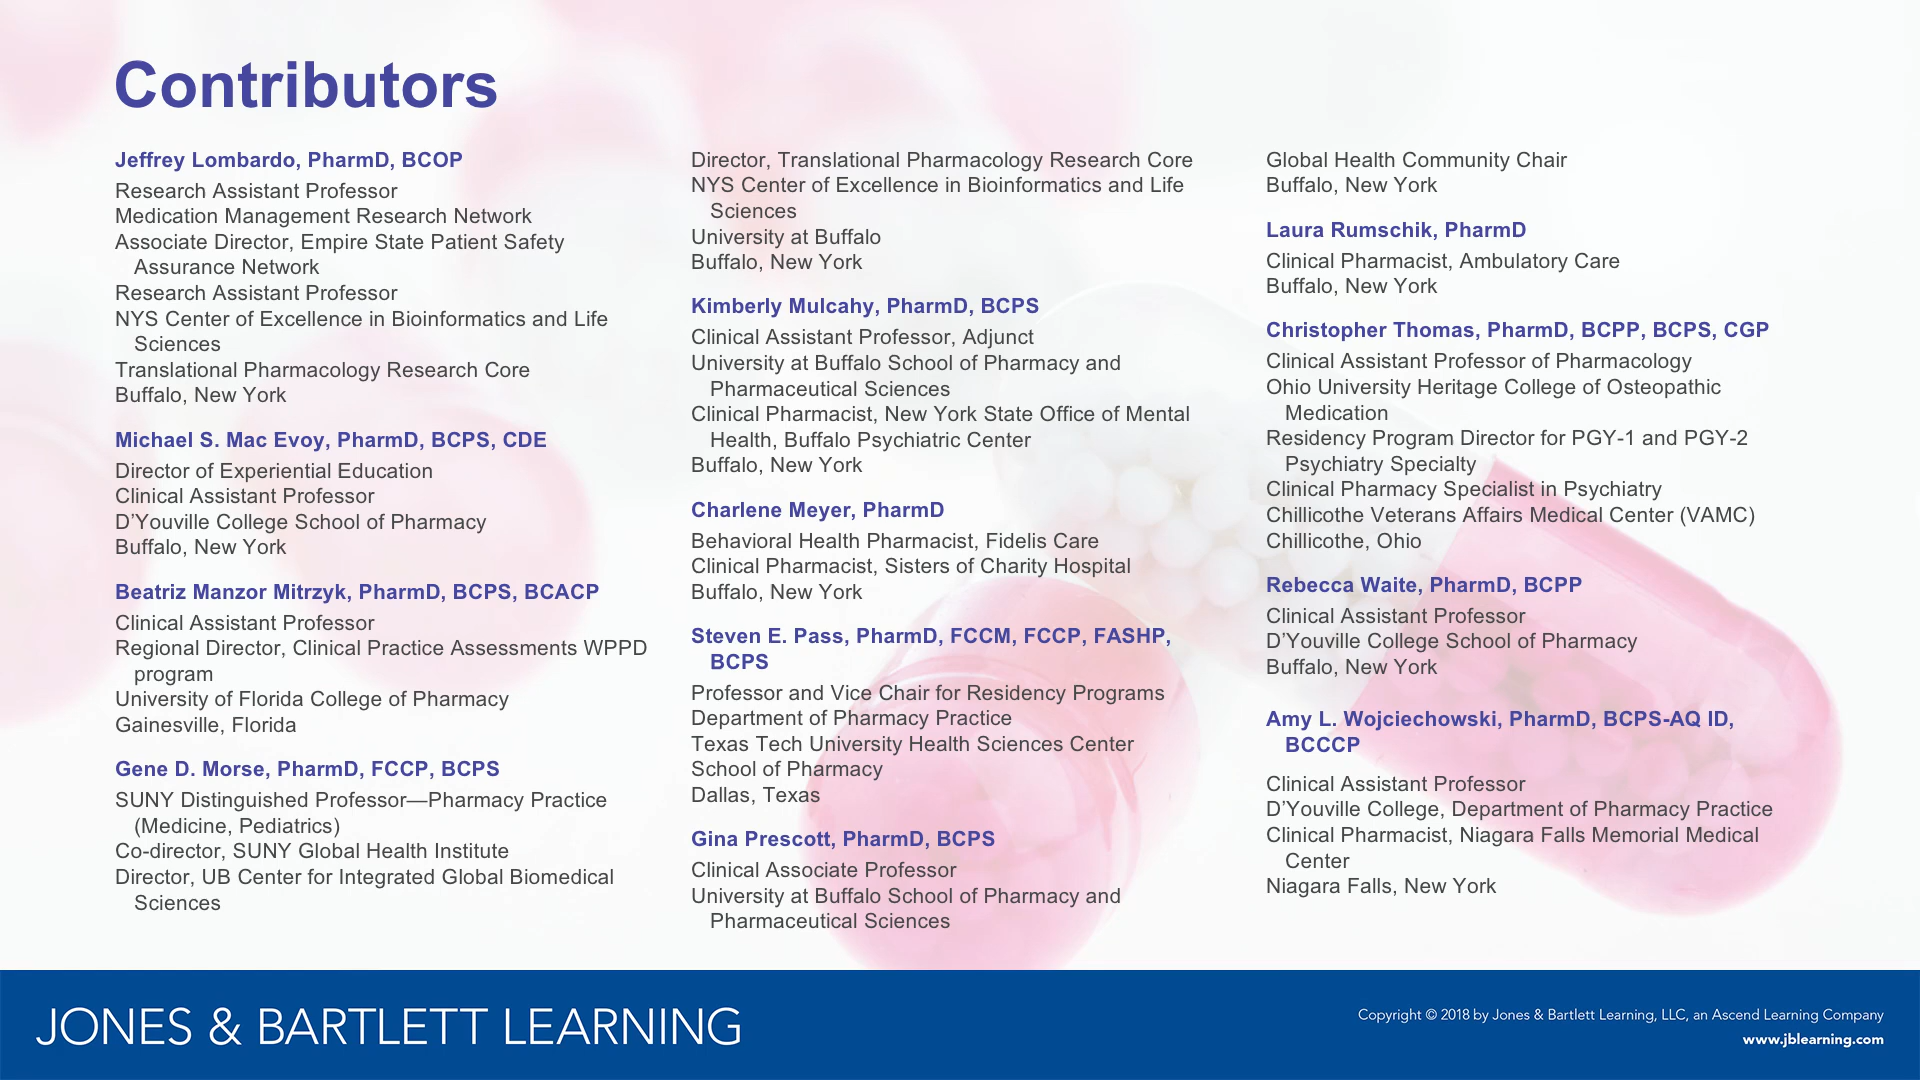 Contributors
Jeffrey Lombardo, PharmD, BCOP
Research Assistant Professor
Medication Management Research Network
Associate Director, Empire State Patient Safety
Assurance Network
Research Assistant Professor
NYS Center of Excellence in Bioinformatics and Life
Sciences
Translational Pharmacology Research Core
Buffalo, New York
Michael S. Mac Evoy, PharmD, BCPS, CDE
Director of Experiential Education
Clinical Assistant Professor
D’Youville College School of Pharmacy
Buffalo, New York
Beatriz Manzor Mitrzyk, PharmD, BCPS, BCACP
Clinical Assistant Professor
Regional Director, Clinical Practice Assessments WPPD
program
University of Florida College of Pharmacy
Gainesville, Florida
Gene D. Morse, PharmD, FCCP, BCPS
SUNY Distinguished Professor—Pharmacy Practice
(Medicine, Pediatrics)
Co-director, SUNY Global Health Institute
Director, UB Center for Integrated Global Biomedical
Sciences
Director, Translational Pharmacology Research Core
NYS Center of Excellence in Bioinformatics and Life
Sciences
University at Buffalo
Buffalo, New York
Kimberly Mulcahy, PharmD, BCPS
Clinical Assistant Professor, Adjunct
University at Buffalo School of Pharmacy and
Pharmaceutical Sciences
Clinical Pharmacist, New York State Office of Mental
Health, Buffalo Psychiatric Center
Buffalo, New York
Charlene Meyer, PharmD
Behavioral Health Pharmacist, Fidelis Care
Clinical Pharmacist, Sisters of Charity Hospital
Buffalo, New York
Steven E. Pass, PharmD, FCCM, FCCP, FASHP,
BCPS
Professor and Vice Chair for Residency Programs
Department of Pharmacy Practice
Texas Tech University Health Sciences Center
School of Pharmacy
Dallas, Texas
Gina Prescott, PharmD, BCPS
Clinical Associate Professor
University at Buffalo School of Pharmacy and
Pharmaceutical Sciences
Global Health Community Chair
Buffalo, New York
Laura Rumschik, PharmD
Clinical Pharmacist, Ambulatory Care
Buffalo, New York
Christopher Thomas, PharmD, BCPP, BCPS, CGP
Clinical Assistant Professor of Pharmacology
Ohio University Heritage College of Osteopathic
Medication
Residency Program Director for PGY-1 and PGY-2
Psychiatry Specialty
Clinical Pharmacy Specialist in Psychiatry
Chillicothe Veterans Affairs Medical Center (VAMC)
Chillicothe, Ohio
Rebecca Waite, PharmD, BCPP
Clinical Assistant Professor
D’Youville College School of Pharmacy
Buffalo, New York
Amy L. Wojciechowski, PharmD, BCPS-AQ ID,
BCCCP
Clinical Assistant Professor
D’Youville College, Department of Pharmacy Practice
Clinical Pharmacist, Niagara Falls Memorial Medical
Center
Niagara Falls, New York
JONES & BARTLETT LEARNING
Copyright © 2018 by Jones & Bartlett Learning, LLC, an Ascend Learning Company
www.jblearning.com